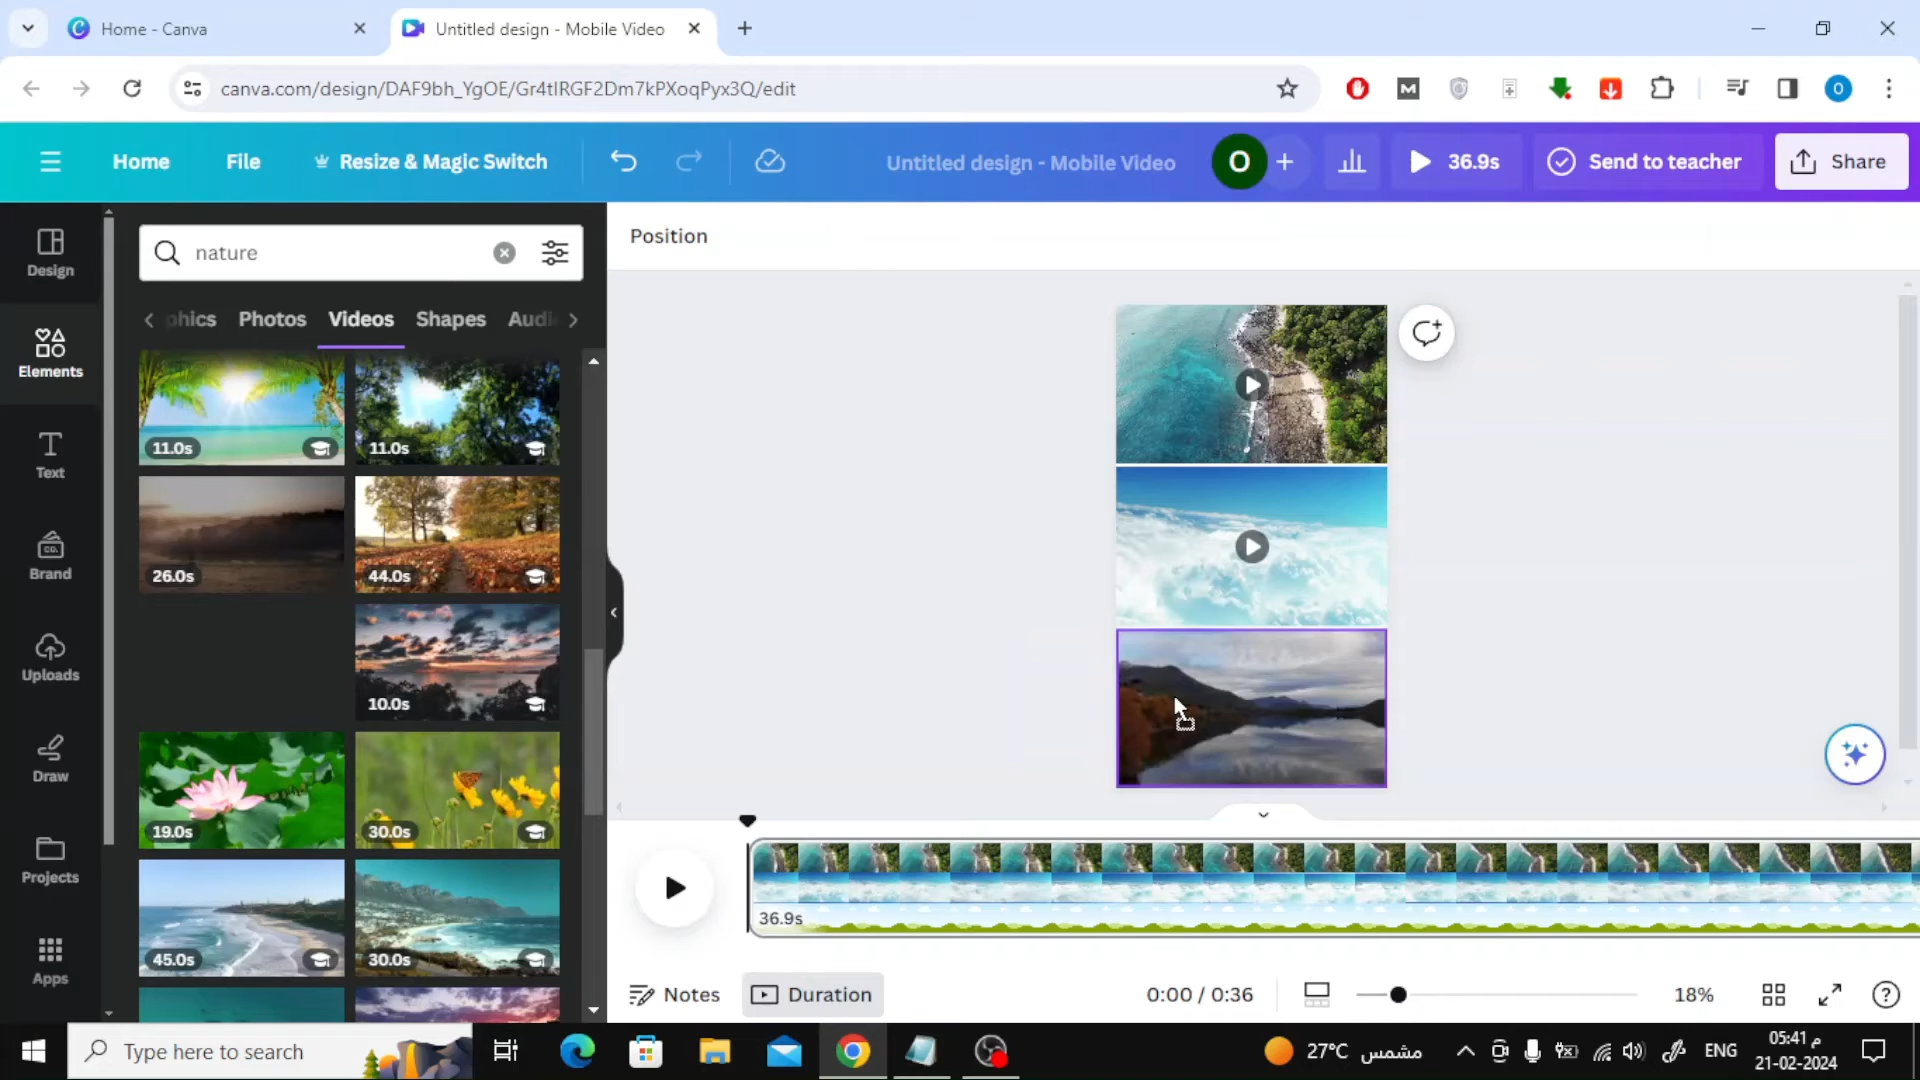 Home - Canva
Untitled design - Mobile Video
canva.com/design/DAF9bh_YgOE/Gr4tIRGF2Dm7kPXoqPyx3Q/edit
Home
File
Resize & Magic Switch
Untitled design - Mobile Video
O
36.9s
Send to teacher
Share
Design
Elements
Text
Brand
CO.
Uploads
Draw
Projects
Apps
nature
phics
Photos
Videos
Shapes
Audi
11.0s
11.0s
26.0s
44.0s
10.0s
19.0s
30.0s
45.0s
30.0s
Position
36.9s
Notes
Duration
0:00 / 0:36
18%
Type here to search
27°C مشمس
ENG
05:41 م
21-02-2024